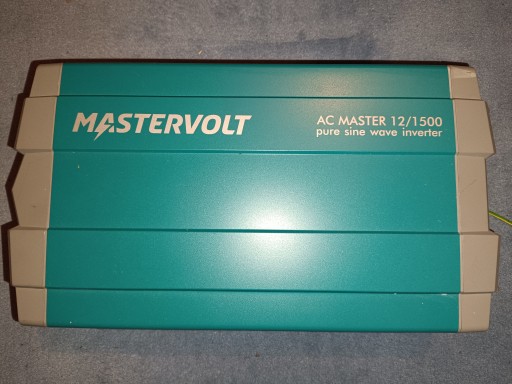 MASTERVOLT
AC MASTER 12/1500
pure sine wave inverter